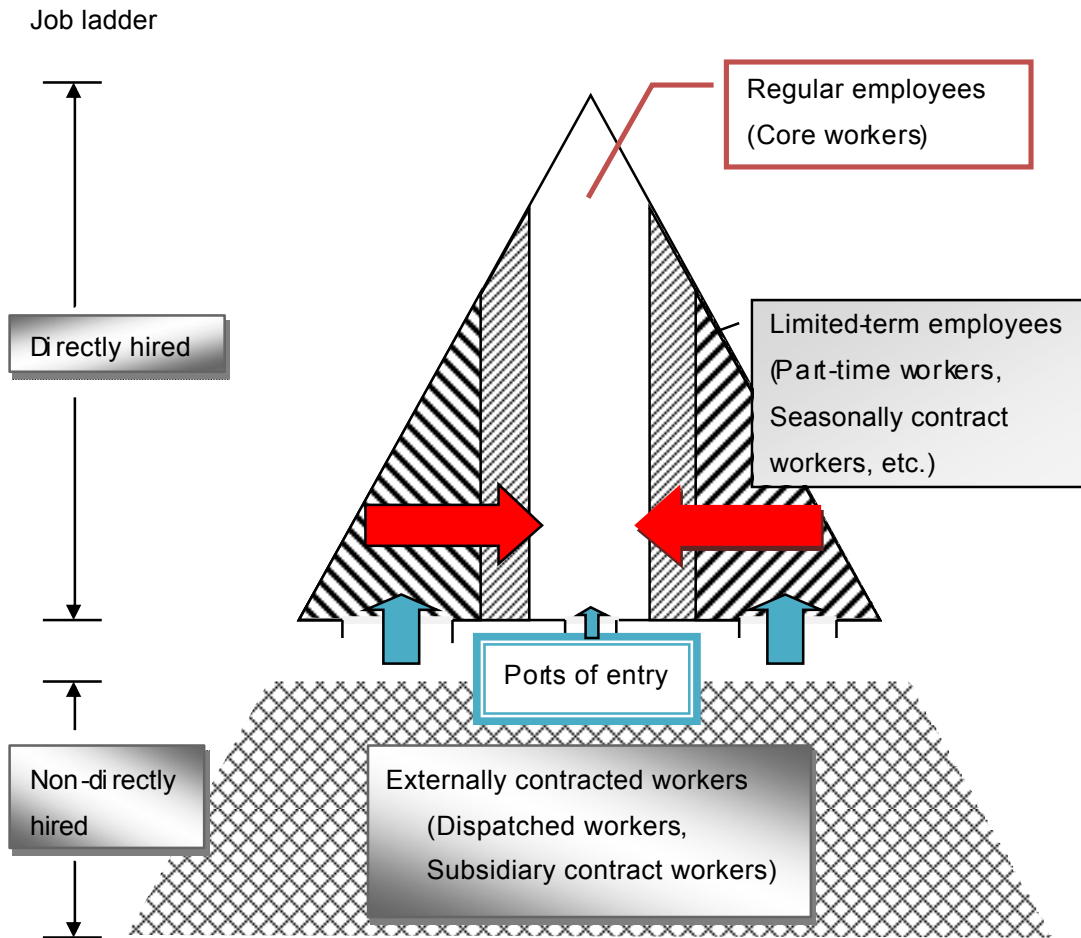 Job ladder
Regular employees
(Core workers)
Directly hired
Limited-term employees
(Part-time workers,
Seasonally contract
workers, etc.)
Ports of entry
Non-directly
hired
Externally contracted workers
(Dispatched workers,
Subsidiary contract workers)